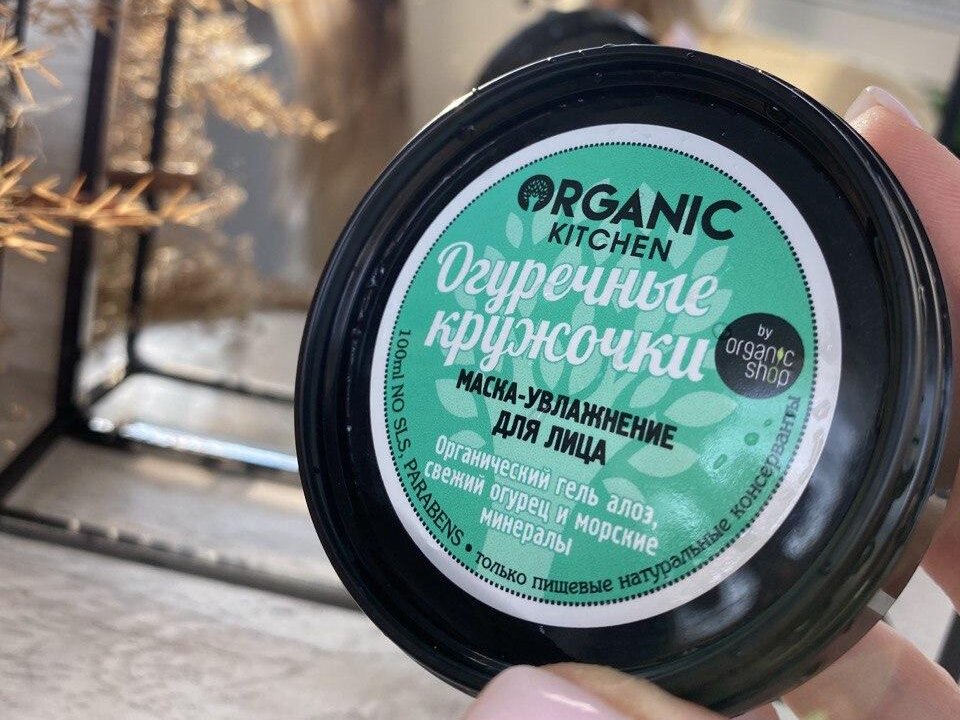 ORGANIC
KITCHEN
Огуречные
кружочки
by
organic
shop
МАСКА-УВЛАЖНЕНИЕ
ДЛЯ ЛИЦА
Органический гель алоэ,
свежий огурец и морские
минералы
100ml NO SLS, PARABENS • только пищевые натуральные консерванты